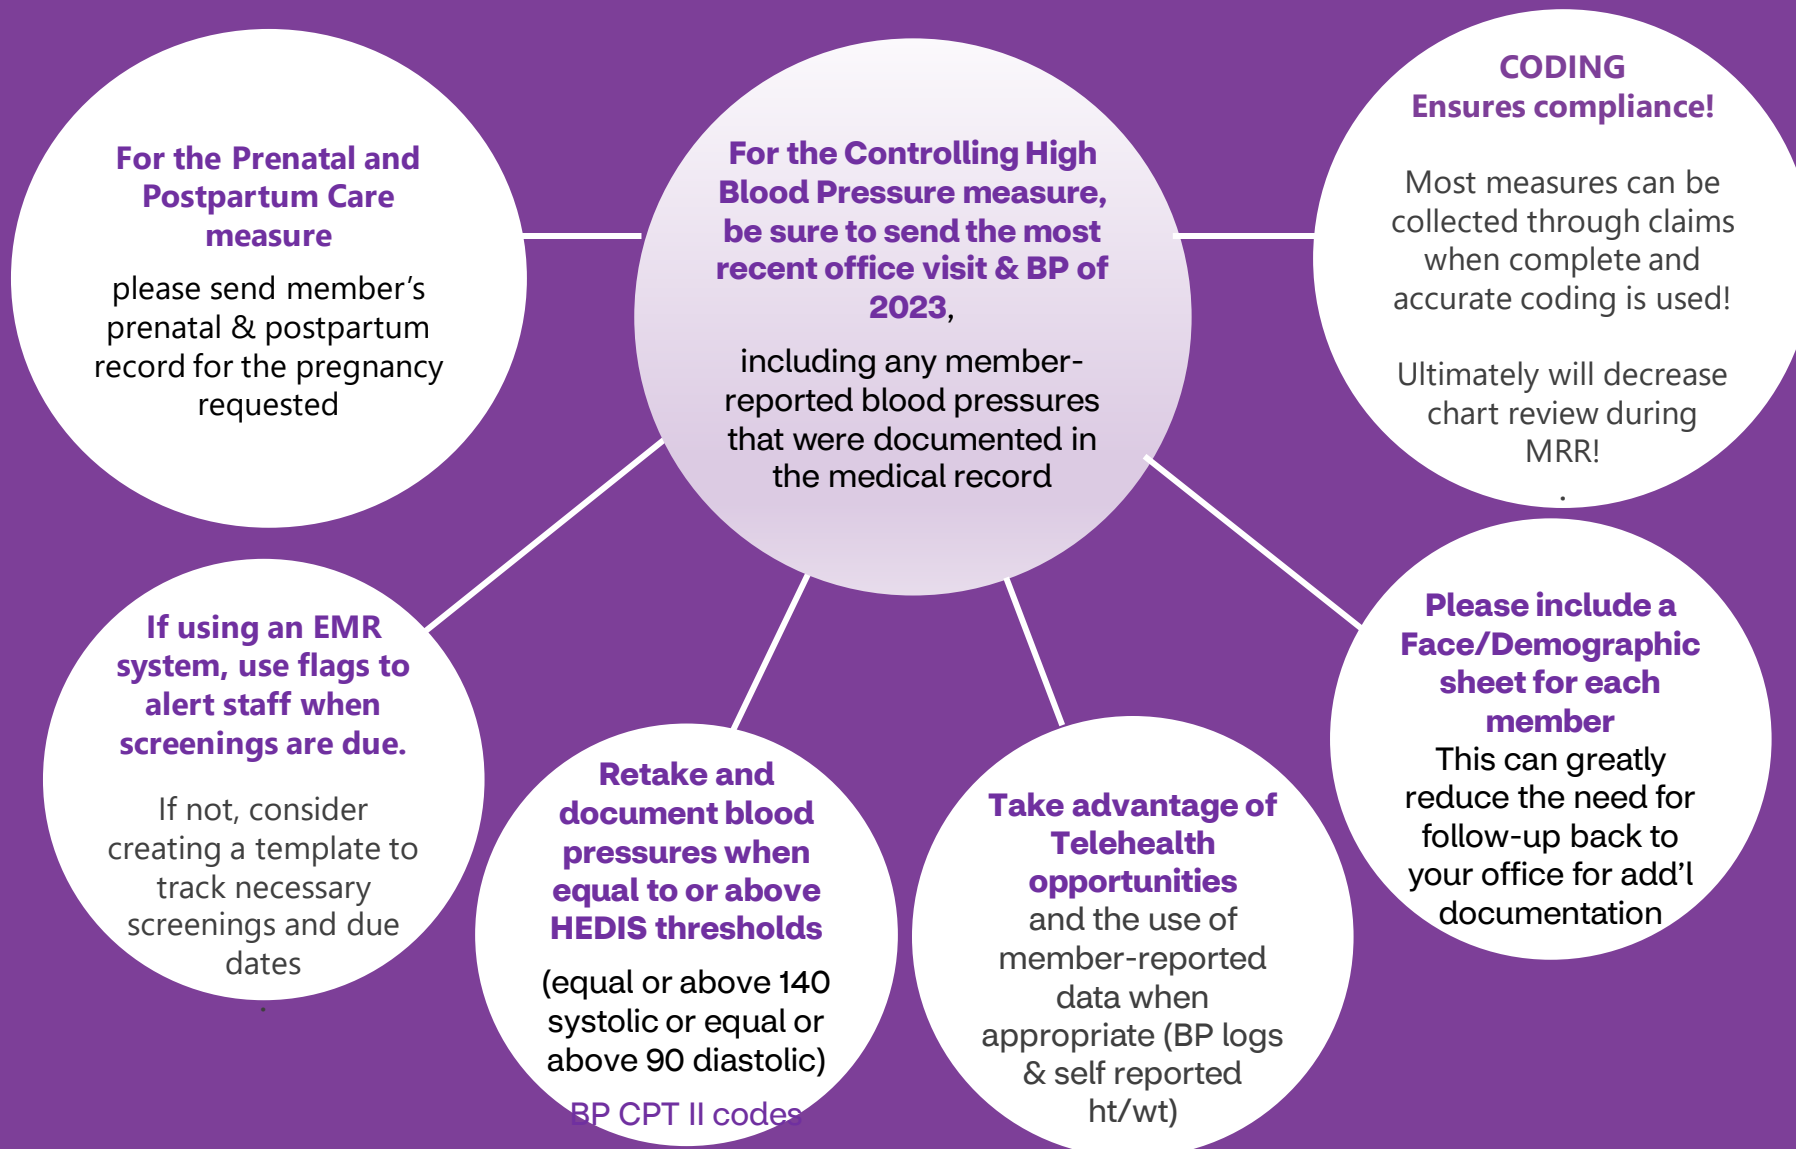 For the Prenatal and
Postpartum Care
measure
please send member’s
prenatal & postpartum
record for the pregnancy
requested
For the Controlling High
Blood Pressure measure,
be sure to send the most
recent office visit & BP of
2023,
including any member-
reported blood pressures
that were documented in
the medical record
CODING
Ensures compliance!
Most measures can be
collected through claims
when complete and
accurate coding is used!
Ultimately will decrease
chart review during
MRR!
.
If using an EMR
system, use flags to
alert staff when
screenings are due.
If not, consider
creating a template to
track necessary
screenings and due
dates
.
Retake and
document blood
pressures when
equal to or above
HEDIS thresholds
(equal or above 140
systolic or equal or
above 90 diastolic)
BP CPT II codes
Take advantage of
Telehealth
opportunities
and the use of
member-reported
data when
appropriate (BP logs
& self reported
ht/wt)
Please include a
Face/Demographic
sheet for each
member
This can greatly
reduce the need for
follow-up back to
your office for add’l
documentation